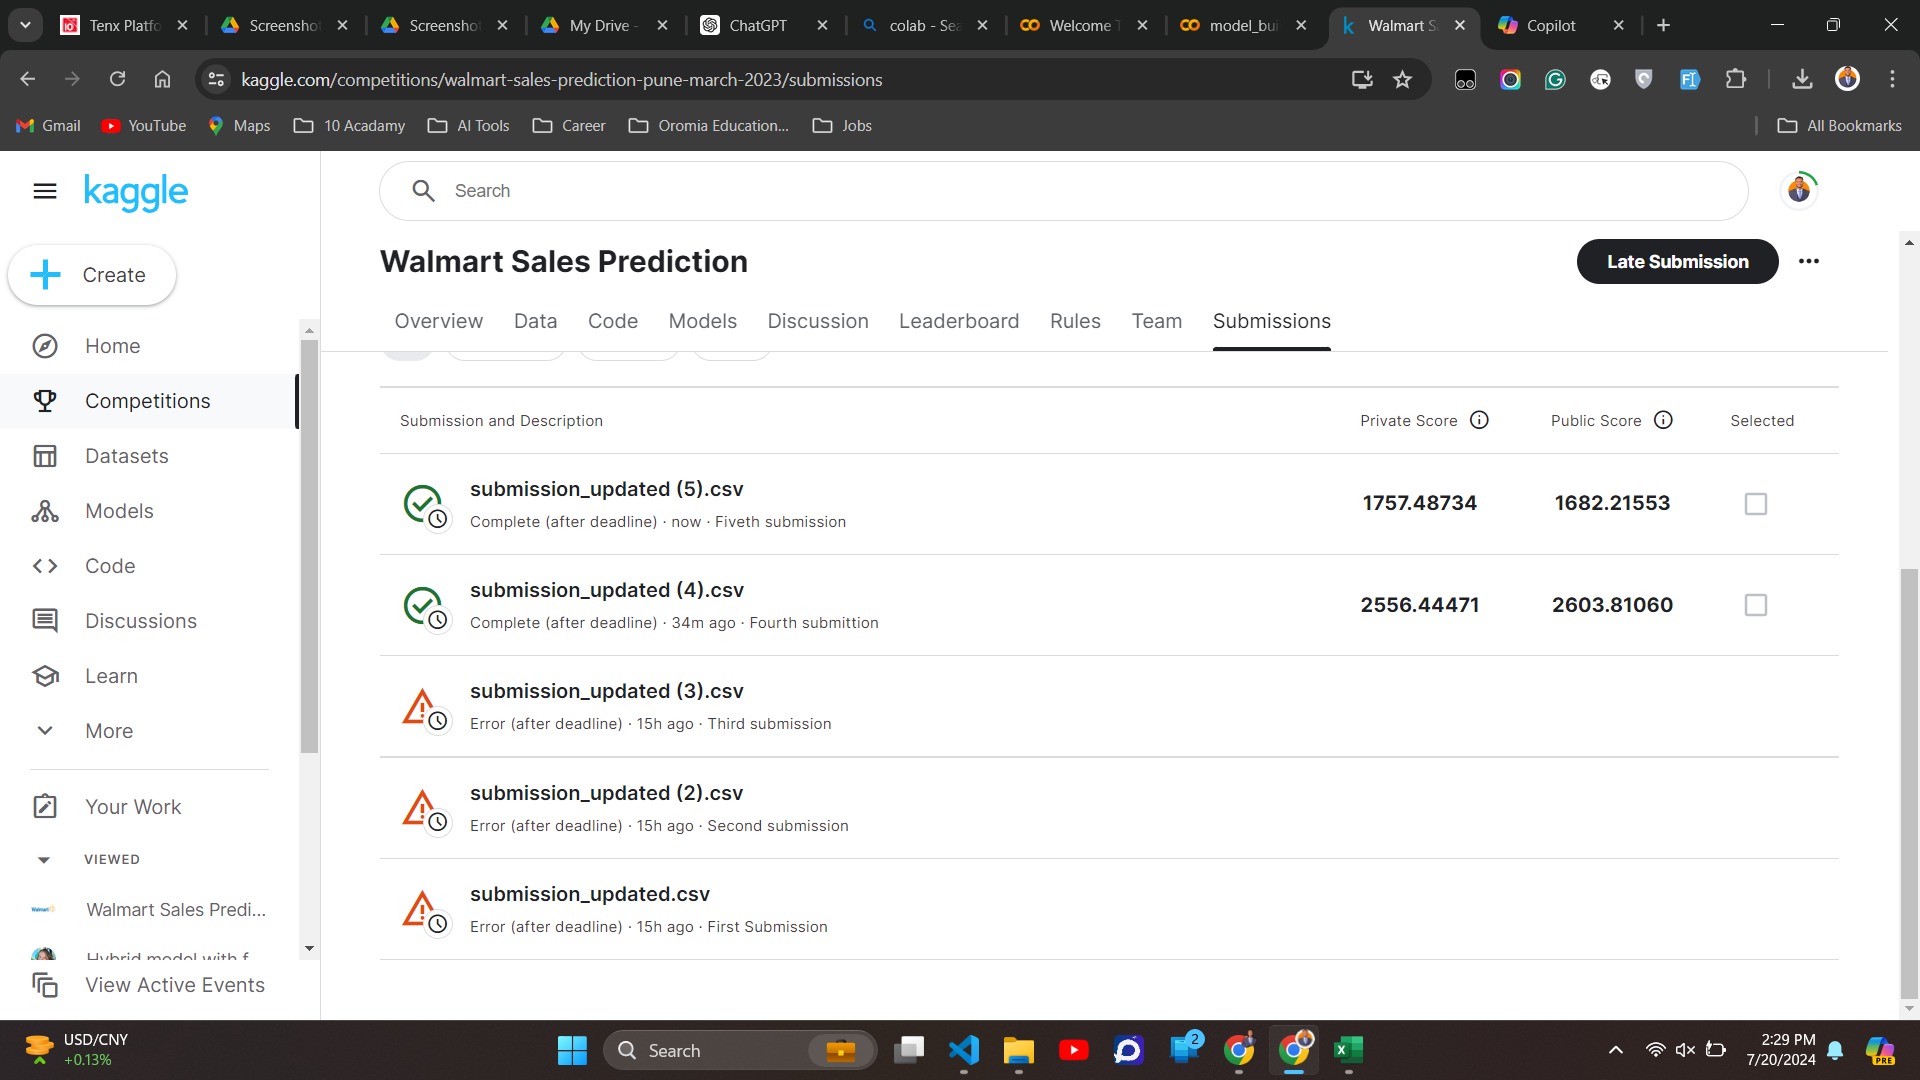 Tenx Platfo
Screenshot
Screenshot
My Drive -
ChatGPT
colab - Sea
Welcome T
model_bui
Walmart Sa
Copilot
kaggle.com/competitions/walmart-sales-prediction-pune-march-2023/submissions
Gmail
YouTube
Maps
10 Acadamy
AI Tools
Career
Oromia Education...
Jobs
All Bookmarks
kaggle
Search
Create
Walmart Sales Prediction
Late Submission
Overview
Data
Code
Models
Discussion
Leaderboard
Rules
Team
Submissions
Home
Competitions
Datasets
Models
Code
Discussions
Learn
More
Your Work
VIEWED
Walmart Sales Predi...
Hybrid model with f
View Active Events
Submission and Description
Private Score
Public Score
Selected
submission_updated (5).csv
Complete (after deadline) · now · Fiveth submission
1757.48734
1682.21553
submission_updated (4).csv
Complete (after deadline) · 34m ago · Fourth submittion
2556.44471
2603.81060
submission_updated (3).csv
Error (after deadline) · 15h ago · Third submission
submission_updated (2).csv
Error (after deadline) · 15h ago · Second submission
submission_updated.csv
Error (after deadline) · 15h ago · First Submission
USD/CNY
+0.13%
Search
2
2:29 PM
7/20/2024
PRE